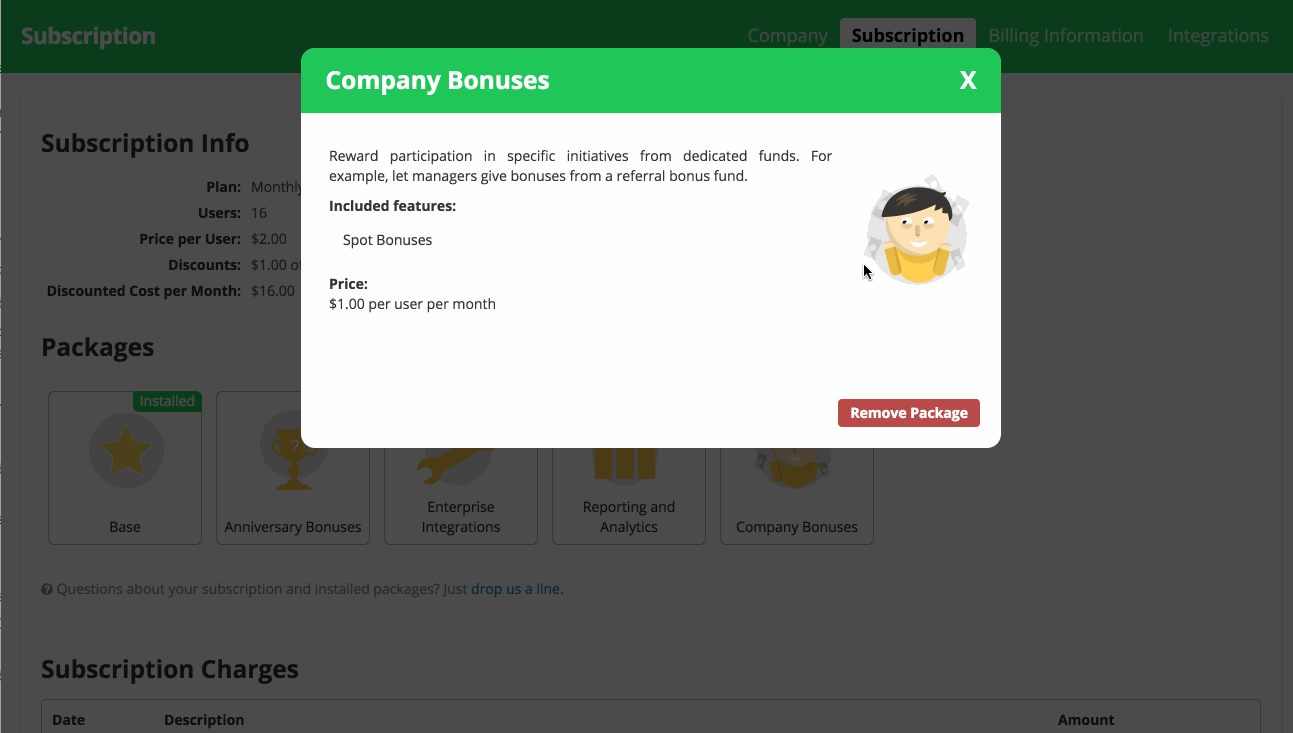 Subscription
Company Subscription Billing Information Integrations
Company Bonuses X
Reward participation in specific initiatives from dedicated funds. For
example, let managers give bonuses from a referral bonus fund.
Included features:
Spot Bonuses
Price:
$1.00 per user per month
Remove Package
Subscription Info
Plan: Monthly
Users: 16
Price per User: $2.00
Discounts: $1.00
Discounted Cost per Month: $16.00
Packages
Installed
?
Base
Anniversary Bonuses
Enterprise
Integrations
Reporting and
Analytics
Company Bonuses
? Questions about your subscription and installed packages? Just drop us a line.
Subscription Charges
Date Description Amount